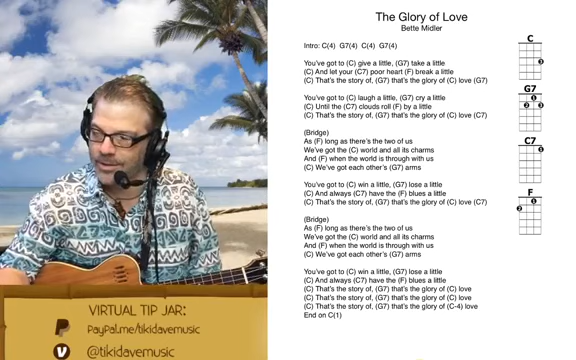 The Glory of Love
Bette Midler
Intro: C(4) G7(4) C(4) G7(4)
You've got to (C) give a little, (G7) take a little
(C) And let your (C7) poor heart (F) break a little
(C) That's the story of, (G7) that's the glory of (C) love (G7)
You've got to (C) laugh a little, (G7) cry a little
(C) Until the (C7) clouds roll (F) by a little
(C) That's the story of, (G7) that's the glory of (C) love (C7)
(Bridge)
As (F) long as there's the two of us
We've got the (C) world and all its charms
And (F) when the world is through with us
(C) We've got each other's (G7) arms
You've got to (C) win a little, (G7) lose a little
(C) And always (C7) have the (F) blues a little
(C) That's the story of, (G7) that's the glory of (C) love (C7)
(Bridge)
As (F) long as there's the two of us
We've got the (C) world and all its charms
And (F) when the world is through with us
(C) We've got each other's (G7) arms
You've got to (C) win a little, (G7) lose a little
(C) And always (C7) have the (F) blues a little
(C) That's the story of, (G7) that's the glory of (C) love
(C) That's the story of, (G7) that's the glory of (C) love
(C) That's the story of, (G7) that's the glory of (C-4) love
End on C(1)
C
3
G7
1
2 3
C7
1
F
1
2
VIRTUAL TIP JAR:
PayPal.me/tikidavemusic
@tikidavemusic